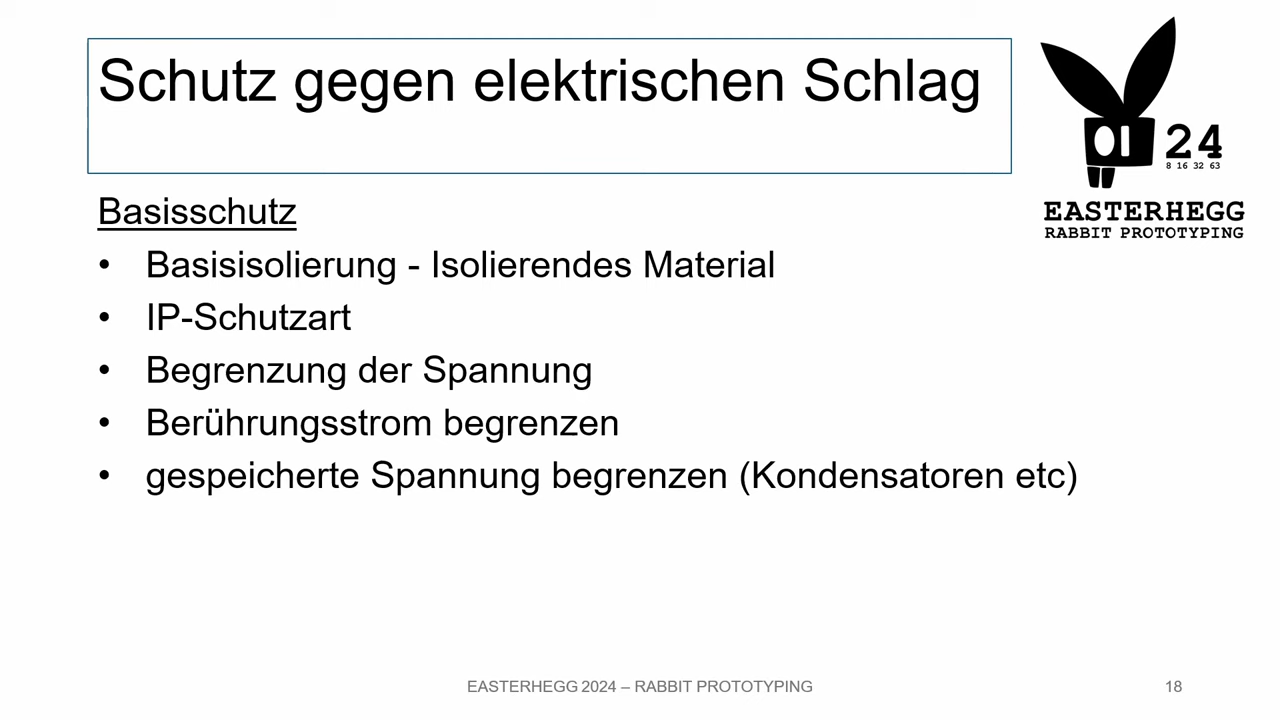 Schutz gegen elektrischen Schlag
24
8 16 32 63
EASTERHEGG
RABBIT PROTOTYPING
Basisschutz
• Basisisolierung - Isolierendes Material
• IP-Schutzart
• Begrenzung der Spannung
• Berührungsstrom begrenzen
• gespeicherte Spannung begrenzen (Kondensatoren etc)
EASTERHEGG 2024 – RABBIT PROTOTYPING
18